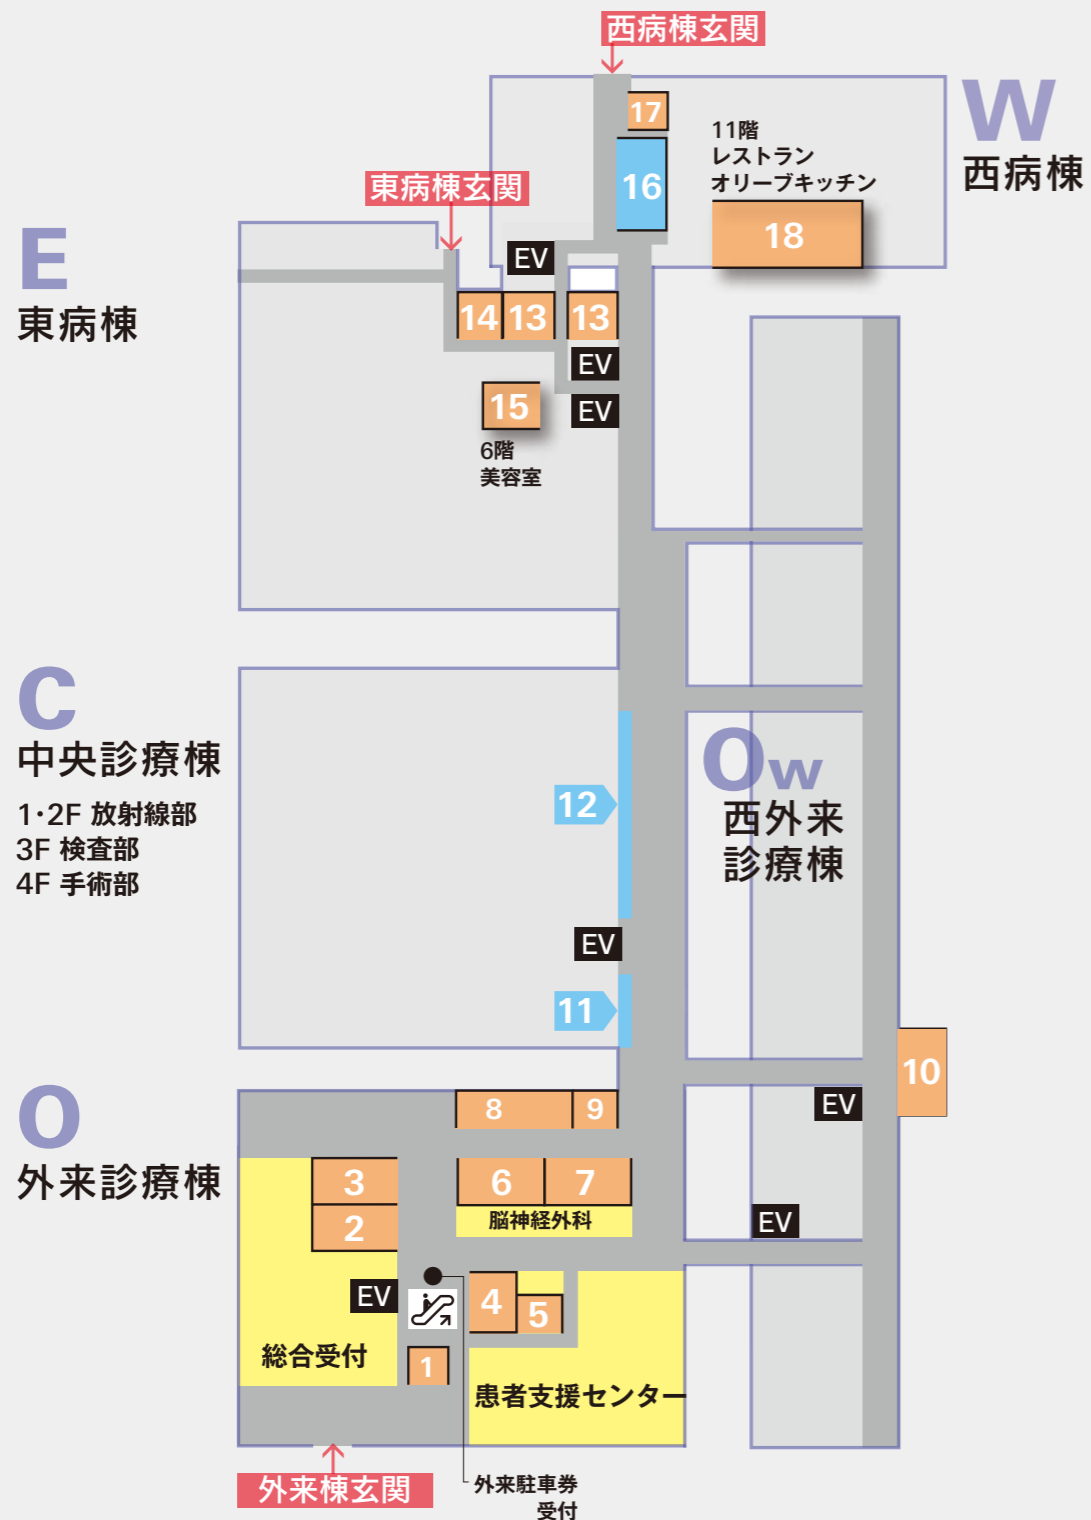 西病棟玄関
W
西病棟
17
16
11階
レストラン
オリーブキッチン
18
東病棟玄関
E
東病棟
EV
14
13
13
EV
EV
15
6階
美容室
C
中央診療棟
1・2F 放射線部
3F 検査部
4F 手術部
12
Ow
西外来
診療棟
EV
11
10
EV
O
外来診療棟
8
9
3
2
6
7
脳神経外科
EV
EV
4
5
総合受付
1
患者支援センター
外来棟玄関
外来駐車券
受付